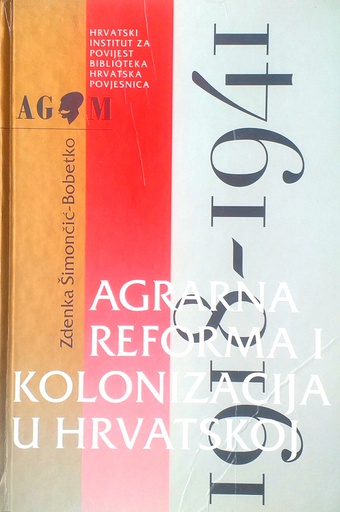 HRVATSKI
INSTITUT ZA
POVIJEST
BIBLIOTEKA
HRVATSKA
POVJESNICA
AGM
Zdenka Šimončić-Bobetko
1918-1941
AGRARNA
REFORMA I
KOLONIZACIJA
U HRVATSKOJ